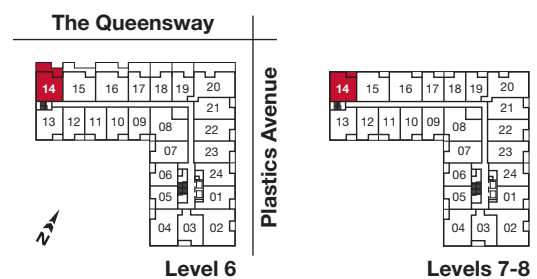 The Queensway
Plastics Avenue
14 15 16 17 18 19 20
21
13 12 11 10 09 08 22
07 23
06 24
05 01
04 03 02
N
Level 6
14 15 16 17 18 19 20
21
13 12 11 10 09 08 22
07 23
06 24
05 01
04 03 02
Levels 7-8